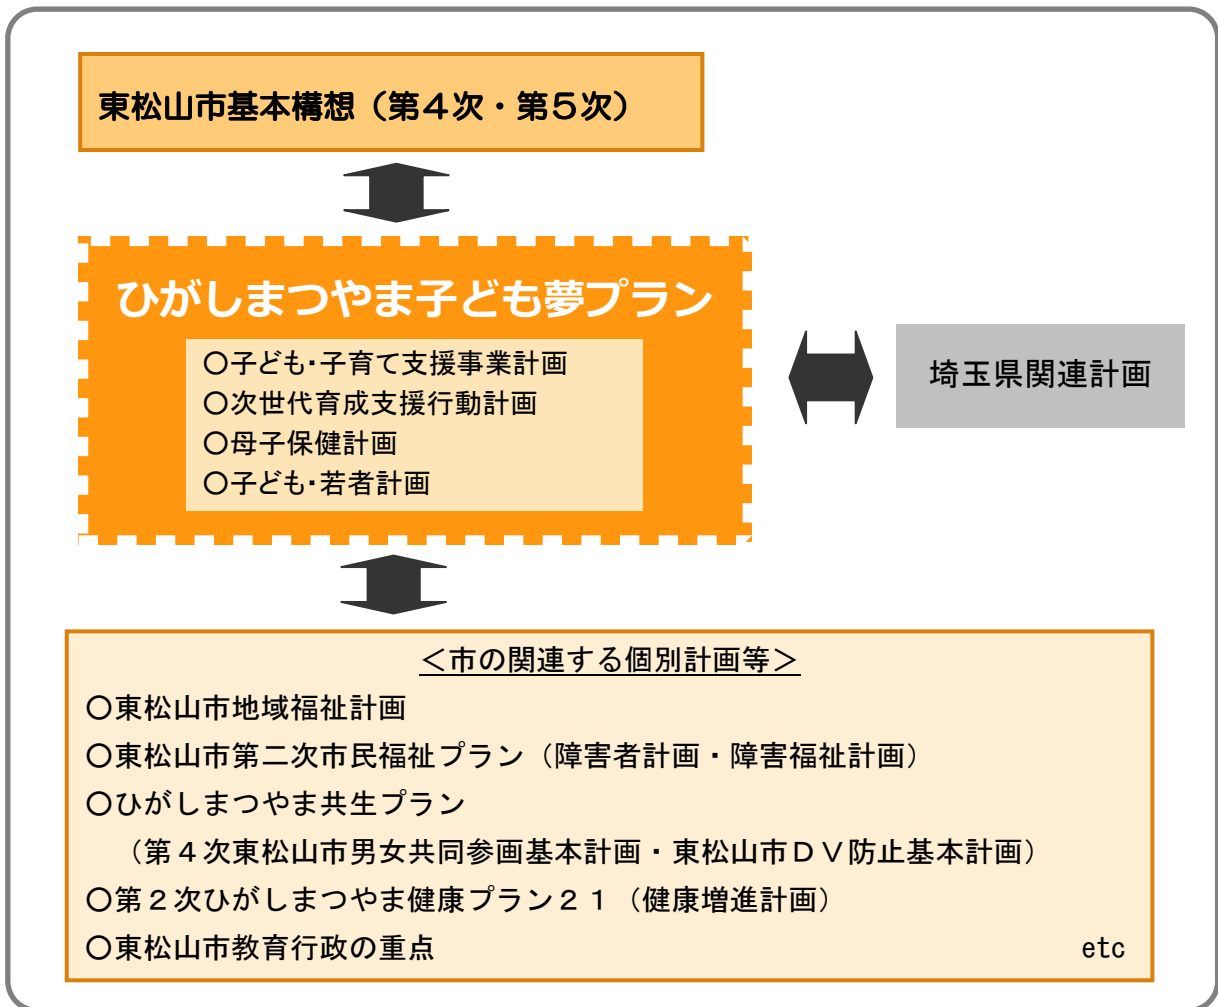 東松山市基本構想（第４次・第５次）
ひがしまつやま子ども夢プラン
○子ども・子育て支援事業計画
○次世代育成支援行動計画
○母子保健計画
○子ども・若者計画
埼玉県関連計画
＜市の関連する個別計画等＞
○東松山市地域福祉計画
○東松山市第二次市民福祉プラン（障害者計画・障害福祉計画）
○ひがしまつやま共生プラン
（第４次東松山市男女共同参画基本計画・東松山市ＤＶ防止基本計画）
○第２次ひがしまつやま健康プラン２１（健康増進計画）
○東松山市教育行政の重点 etc